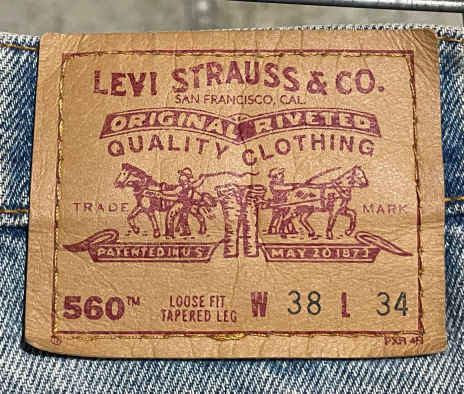 LEVI STRAUSS & CO.
SAN FRANCISCO, CAL.
ORIGINAL RIVETED
QUALITY CLOTHING
TRADE MARK
PATENTED IN U.S. MAY 20 1873
560™ LOOSE FIT TAPERED LEG W 38 L 34